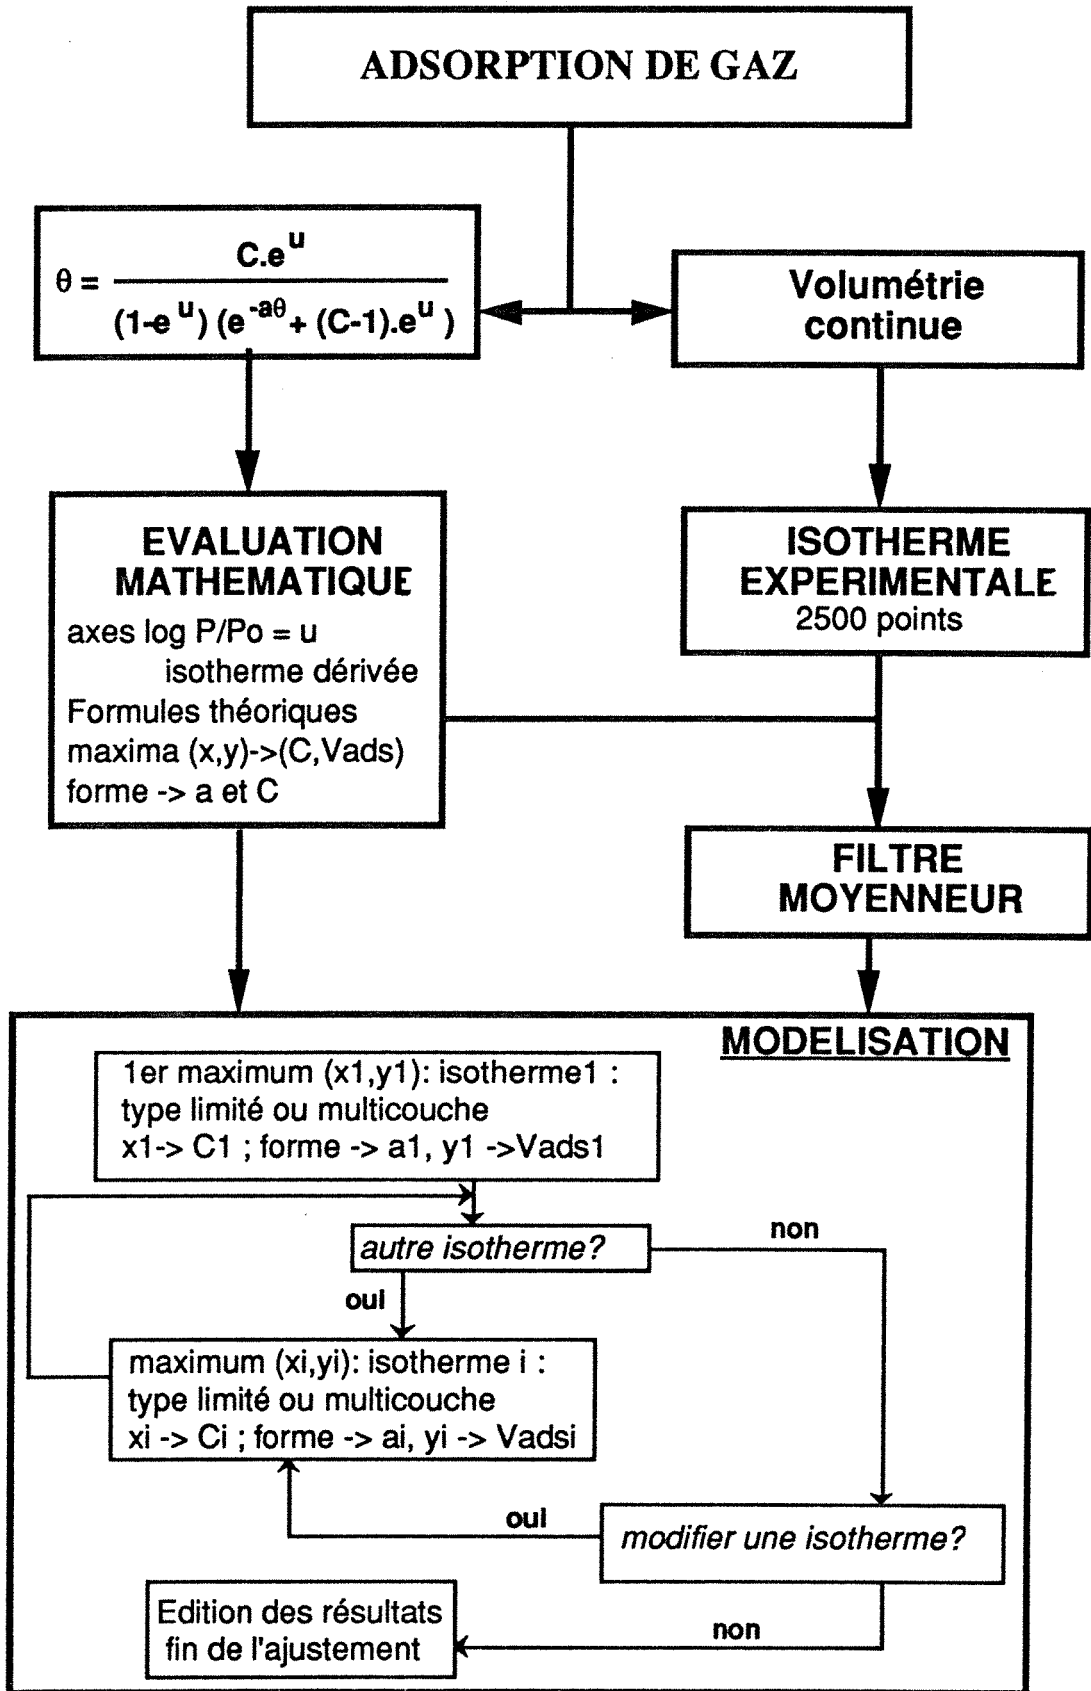 ADSORPTION DE GAZ
θ = C.e^u / (1-e^u) (e^-aθ + (C-1).e^u)
Volumétrie
continue
EVALUATION
MATHEMATIQUE
axes log P/Po = u
isotherme dérivée
Formules théoriques
maxima (x,y)->(C,Vads)
forme -> a et C
ISOTHERME
EXPERIMENTALE
2500 points
FILTRE
MOYENNEUR
MODELISATION
1er maximum (x1,y1): isotherme1 :
type limité ou multicouche
x1-> C1 ; forme -> a1, y1 ->Vads1
autre isotherme?
non
oui
maximum (xi,yi): isotherme i :
type limité ou multicouche
xi -> Ci ; forme -> ai, yi -> Vadsi
oui
modifier une isotherme?
Edition des résultats
fin de l'ajustement
non